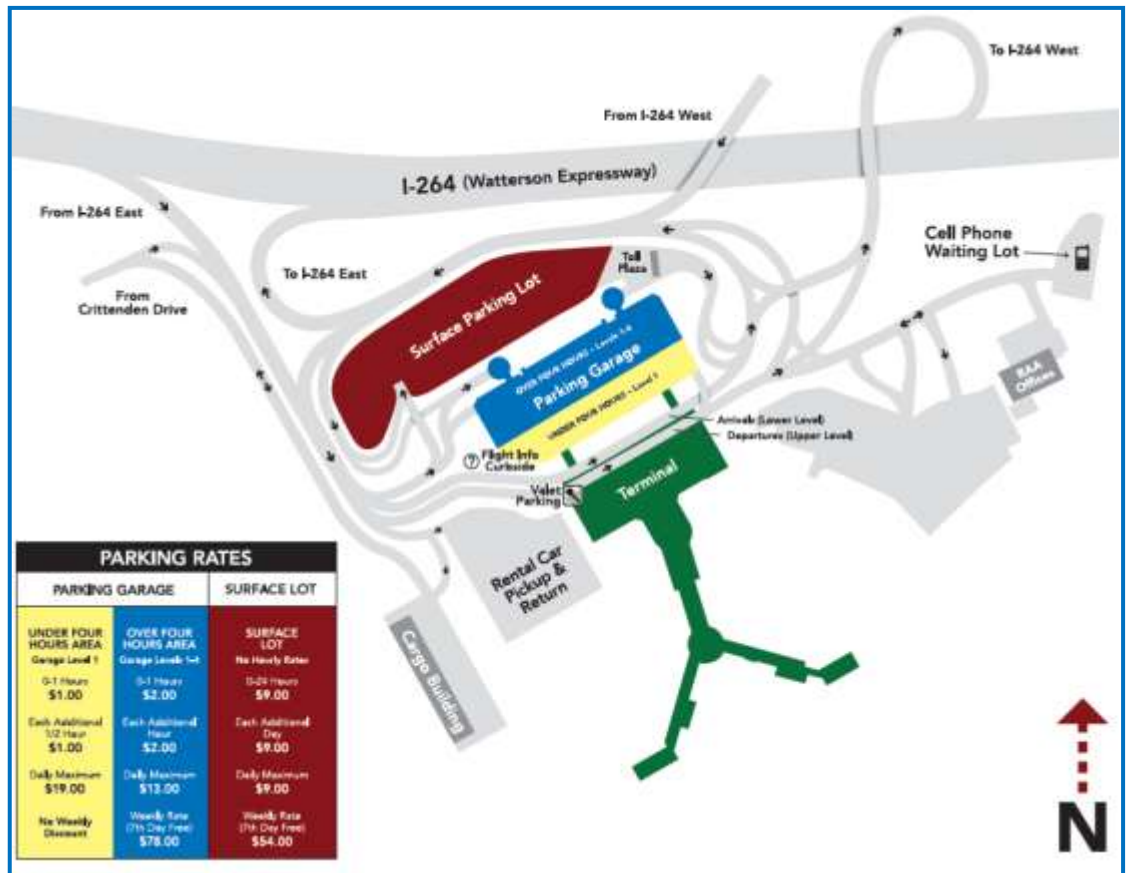 To I-264 West
From I-264 West
I-264 (Watterson Expressway)
From I-264 East
Cell Phone
Waiting Lot
To I-264 East
Toll
Plaza
From
Crittenden Drive
Surface Parking Lot
OVER FOUR HOURS - Levels 1-4
Parking Garage
UNDER FOUR HOURS - Level 1
RAA
Offices
Arrivals (Lower Level)
Departures (Upper Level)
Flight Info
Curbside
?
Valet
Parking
Terminal
Rental Car
Pickup &
Return
Cargo Building
PARKING RATES
PARKING GARAGE
SURFACE LOT
UNDER FOUR
HOURS AREA
Garage Level 1
0-1 Hours
$1.00
Each Additional
1/2 Hour
$1.00
Daily Maximum
$19.00
No Weekly
Discount
OVER FOUR
HOURS AREA
Garage Levels 1-4
0-1 Hours
$2.00
Each Additional
Hour
$2.00
Daily Maximum
$13.00
Weekly Rate
(7th Day Free)
$78.00
SURFACE
LOT
No Hourly Rates
0-24 Hours
$9.00
Each Additional
Day
$9.00
Daily Maximum
$9.00
Weekly Rate
(7th Day Free)
$54.00
N